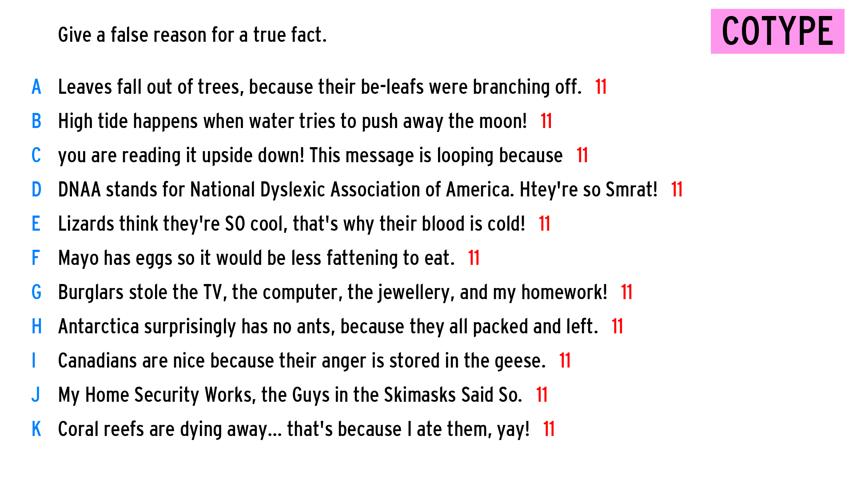 Give a false reason for a true fact.
COTYPE
A Leaves fall out of trees, because their be-leafs were branching off. 11
B High tide happens when water tries to push away the moon! 11
C you are reading it upside down! This message is looping because 11
D DNAA stands for National Dyslexic Association of America. Htey're so Smrat! 11
E Lizards think they're SO cool, that's why their blood is cold! 11
F Mayo has eggs so it would be less fattening to eat. 11
G Burglars stole the TV, the computer, the jewellery, and my homework! 11
H Antarctica surprisingly has no ants, because they all packed and left. 11
I Canadians are nice because their anger is stored in the geese. 11
J My Home Security Works, the Guys in the Skimasks Said So. 11
K Coral reefs are dying away... that's because I ate them, yay! 11